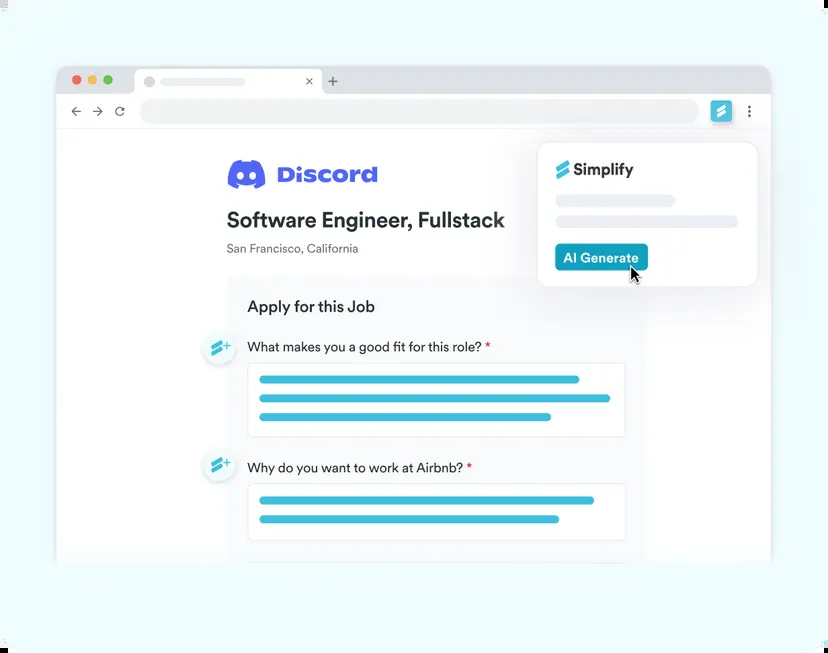 Discord
Simplify
Software Engineer, Fullstack
San Francisco, California
AI Generate
Apply for this Job
What makes you a good fit for this role? *
Why do you want to work at Airbnb? *